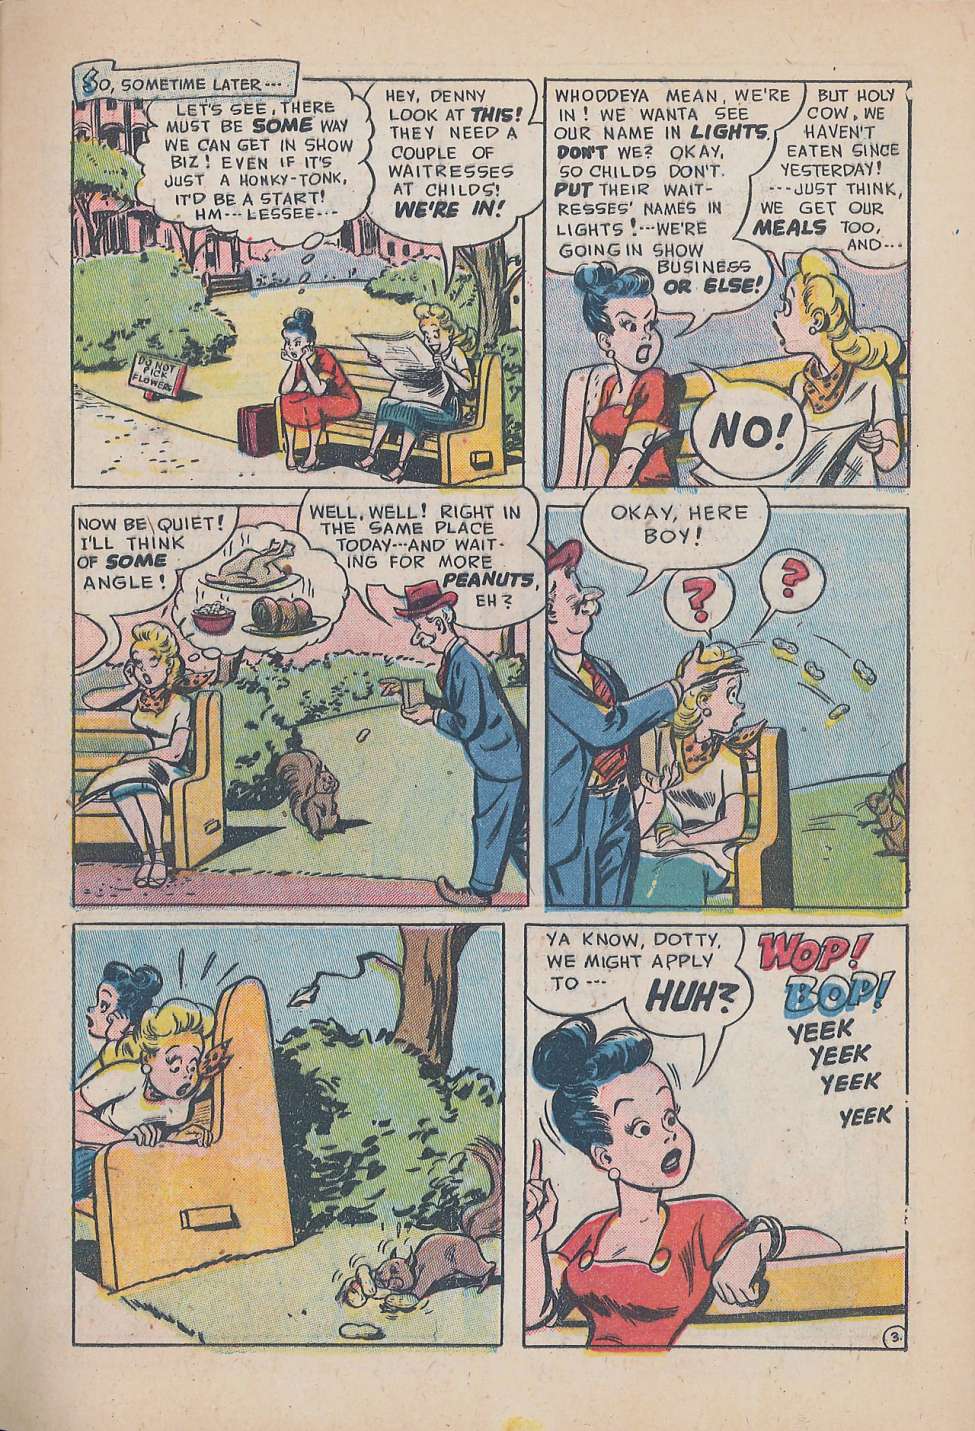 SO, SOMETIME LATER---
LET'S SEE, THERE
MUST BE SOME WAY
WE CAN GET IN SHOW
BIZ! EVEN IF IT'S
JUST A HONKY-TONK,
IT'D BE A START!
HM---LESSEE---
HEY, DENNY
LOOK AT THIS!
THEY NEED A
COUPLE OF
WAITRESSES
AT CHILDS!
WE'RE IN!
DO NOT
PICK
FLOWERS
WHODDEYA MEAN, WE'RE
IN! WE WANTA SEE
OUR NAME IN LIGHTS,
DON'T WE? OKAY,
SO CHILDS DON'T
PUT THEIR WAIT-
RESSES' NAMES IN
LIGHTS!---WE'RE
GOING IN SHOW
BUSINESS
OR ELSE!
BUT HOLY
COW, WE
HAVEN'T
EATEN SINCE
YESTERDAY!
---JUST THINK,
WE GET OUR
MEALS TOO,
AND---
NO!
NOW BE QUIET!
I'LL THINK
OF SOME
ANGLE!
WELL, WELL! RIGHT IN
THE SAME PLACE
TODAY---AND WAIT-
ING FOR MORE
PEANUTS,
EH?
OKAY, HERE
BOY!
?
?
YA KNOW, DOTTY,
WE MIGHT APPLY
TO ---
HUH?
WOP!
BOP!
YEEK
YEEK
YEEK
YEEK
3